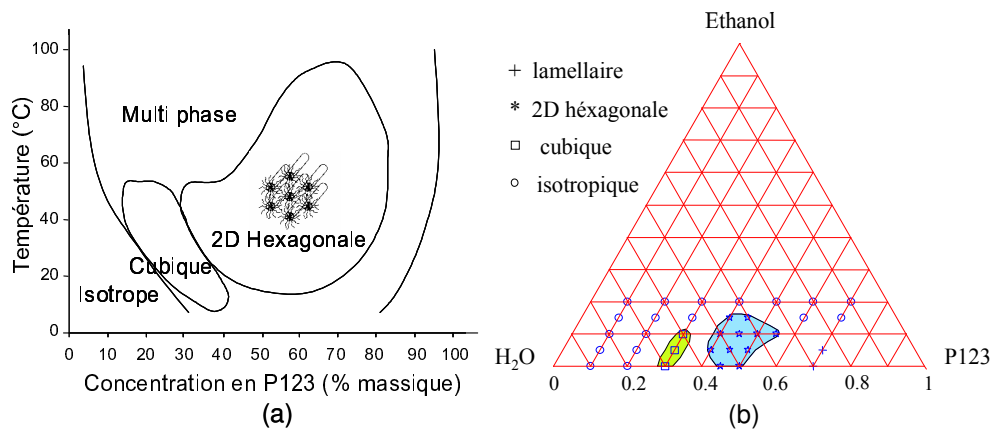 100
80
60
40
20
0
Température (°C)
Multi phase
2D Hexagonale
Cubique
Isotrope
0 10 20 30 40 50 60 70 80 90 100
Concentration en P123 (% massique)
(a)
Ethanol
+ lamellaire
* 2D héxagonale
□ cubique
○ isotropique
H₂O
P123
0 0.2 0.4 0.6 0.8 1
(b)